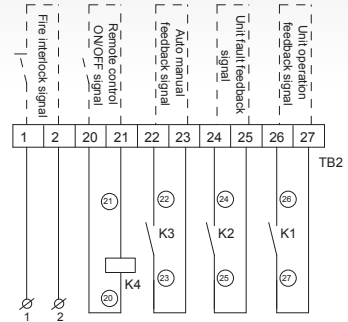 Fire interlock signal
Remote control
ON/OFF signal
Auto manual
feedback signal
Unit fault feedback
signal
Unit operation
feedback signal
1 2 20 21 22 23 24 25 26 27
TB2
21 22 24 26
K3 K2 K1
K4
20 23 25 27
1 2